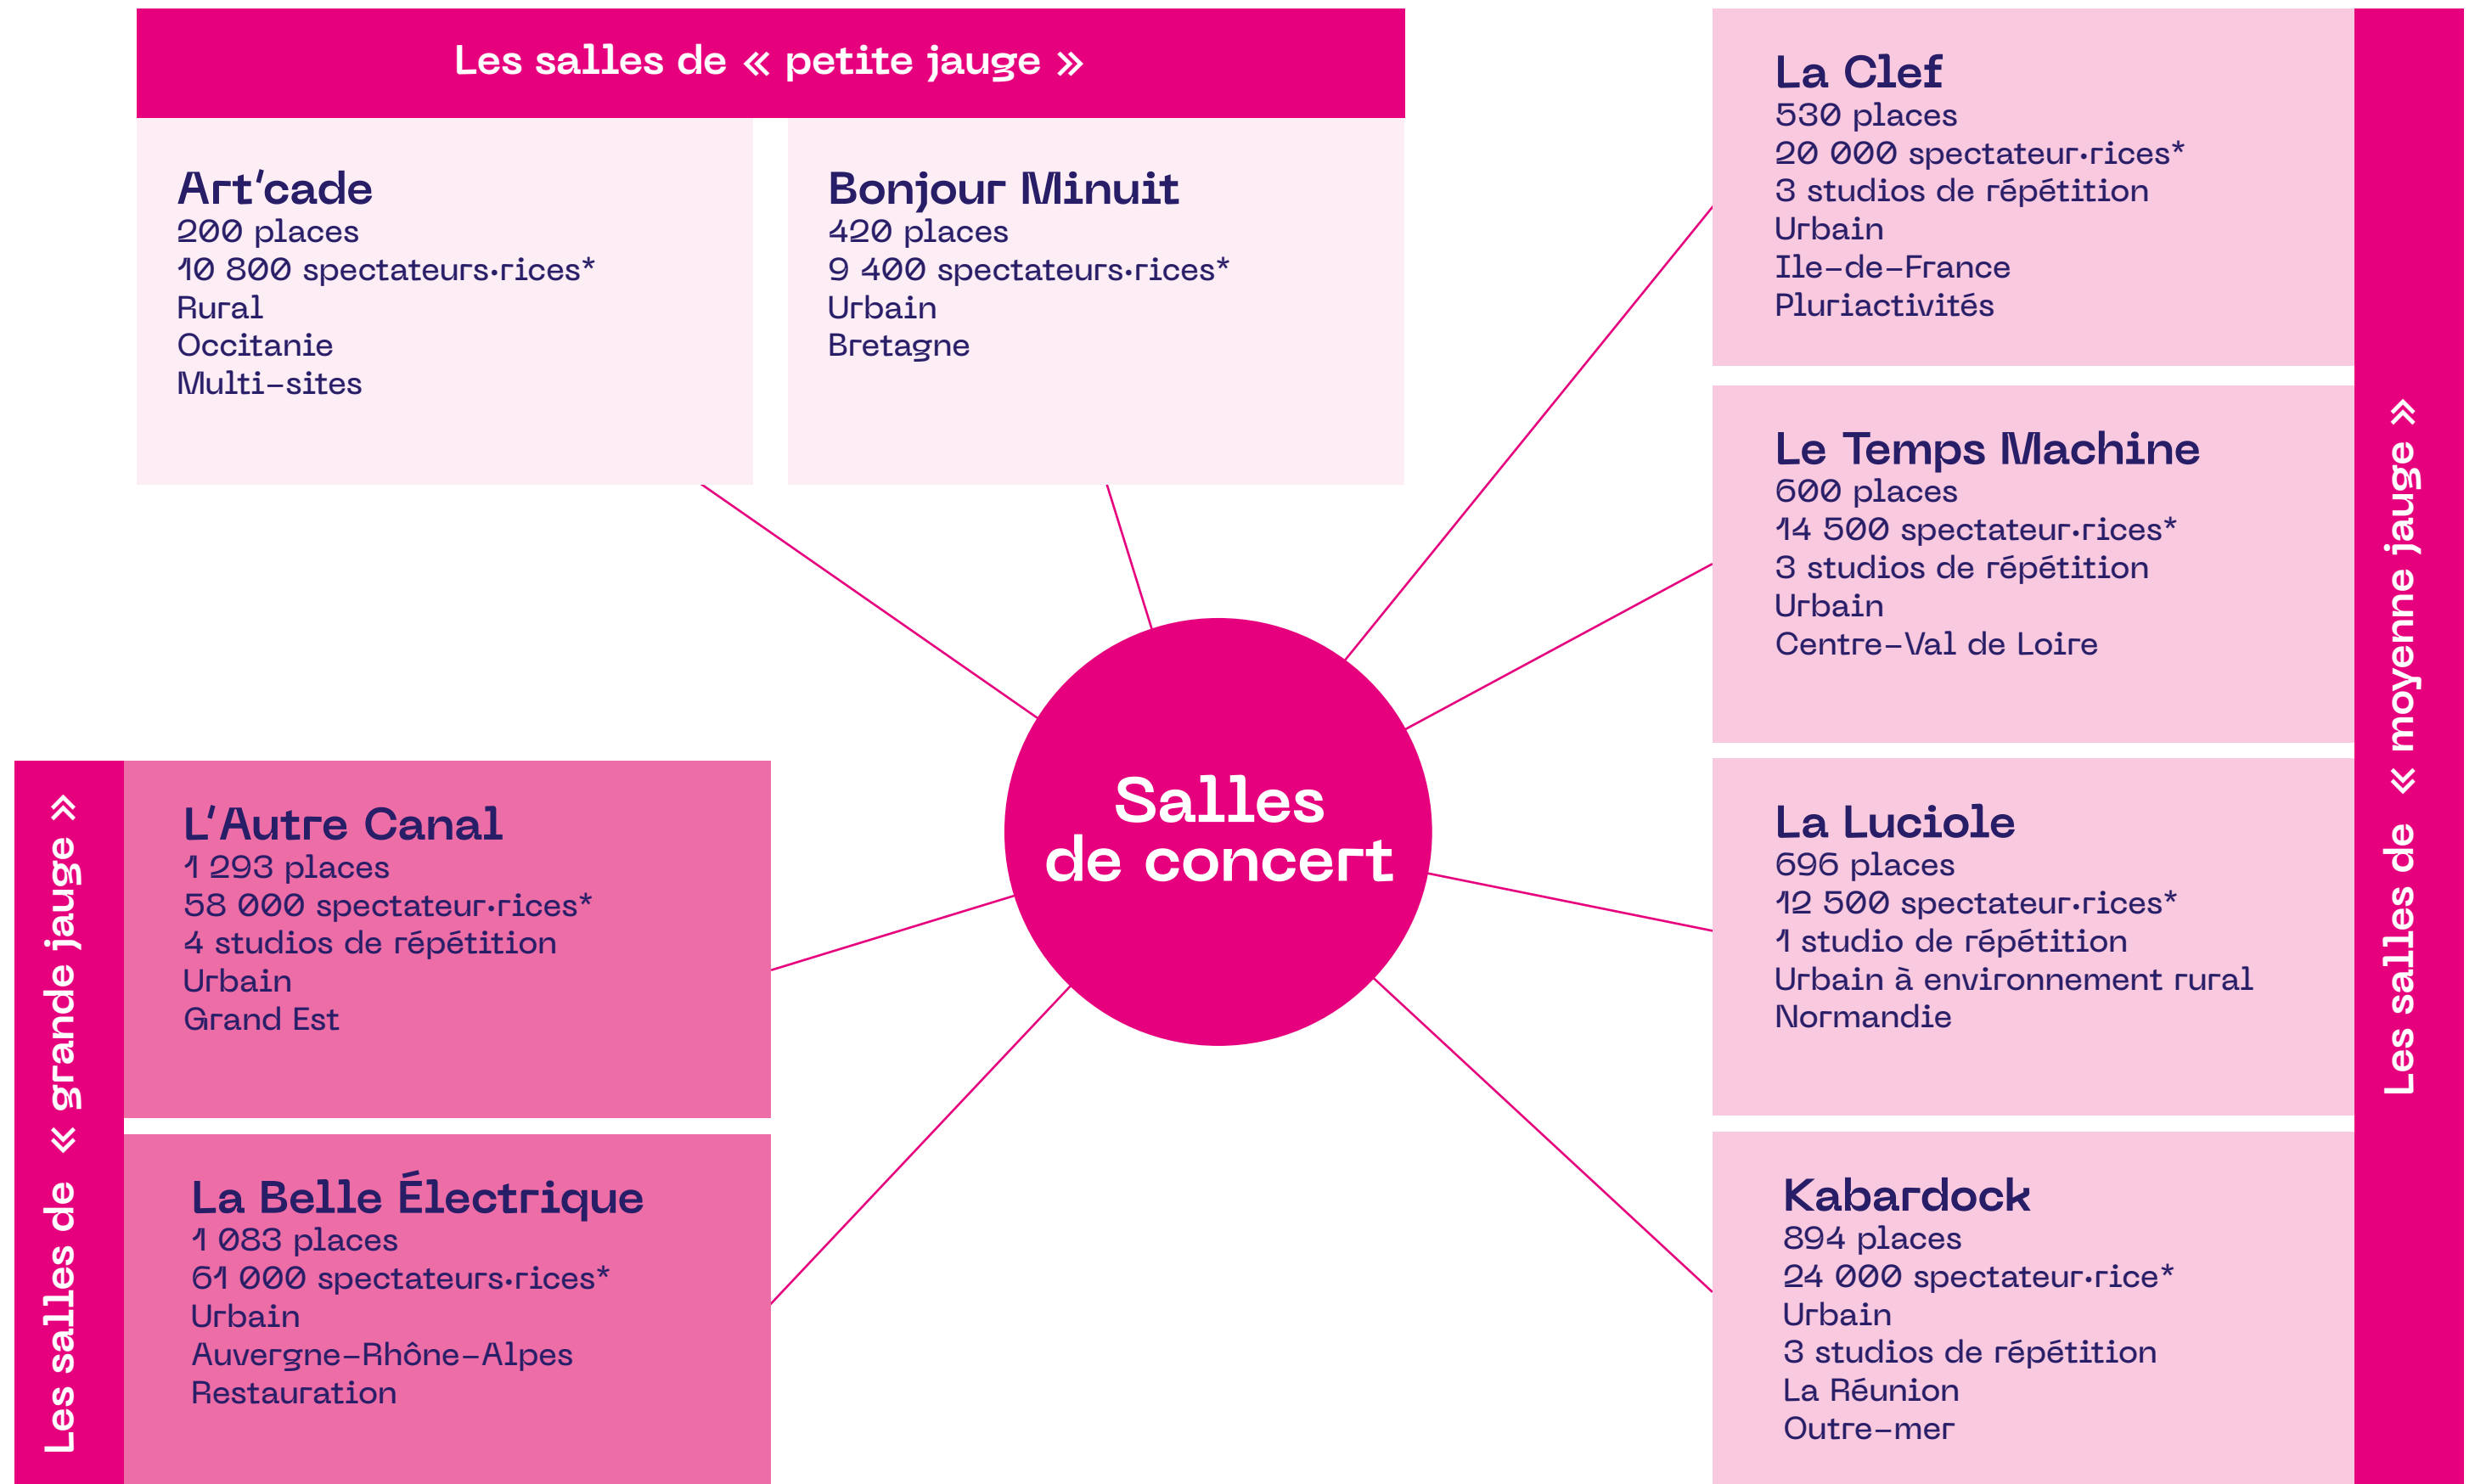 Les salles de « petite jauge »
Art'cade
200 places
10 800 spectateurs·rices*
Rural
Occitanie
Multi-sites
Bonjour Minuit
420 places
9 400 spectateurs·rices*
Urbain
Bretagne
La Clef
530 places
20 000 spectateur·rices*
3 studios de répétition
Urbain
Ile-de-France
Pluriactivités
Le Temps Machine
600 places
14 500 spectateur·rices*
3 studios de répétition
Urbain
Centre-Val de Loire
La Luciole
696 places
12 500 spectateur·rices*
1 studio de répétition
Urbain à environnement rural
Normandie
Kabardock
894 places
24 000 spectateur·rice*
Urbain
3 studios de répétition
La Réunion
Outre-mer
Les salles de « moyenne jauge »
Salles
de concert
Les salles de « grande jauge »
L'Autre Canal
1 293 places
58 000 spectateur·rices*
4 studios de répétition
Urbain
Grand Est
La Belle Électrique
1 083 places
61 000 spectateurs·rices*
Urbain
Auvergne-Rhône-Alpes
Restauration